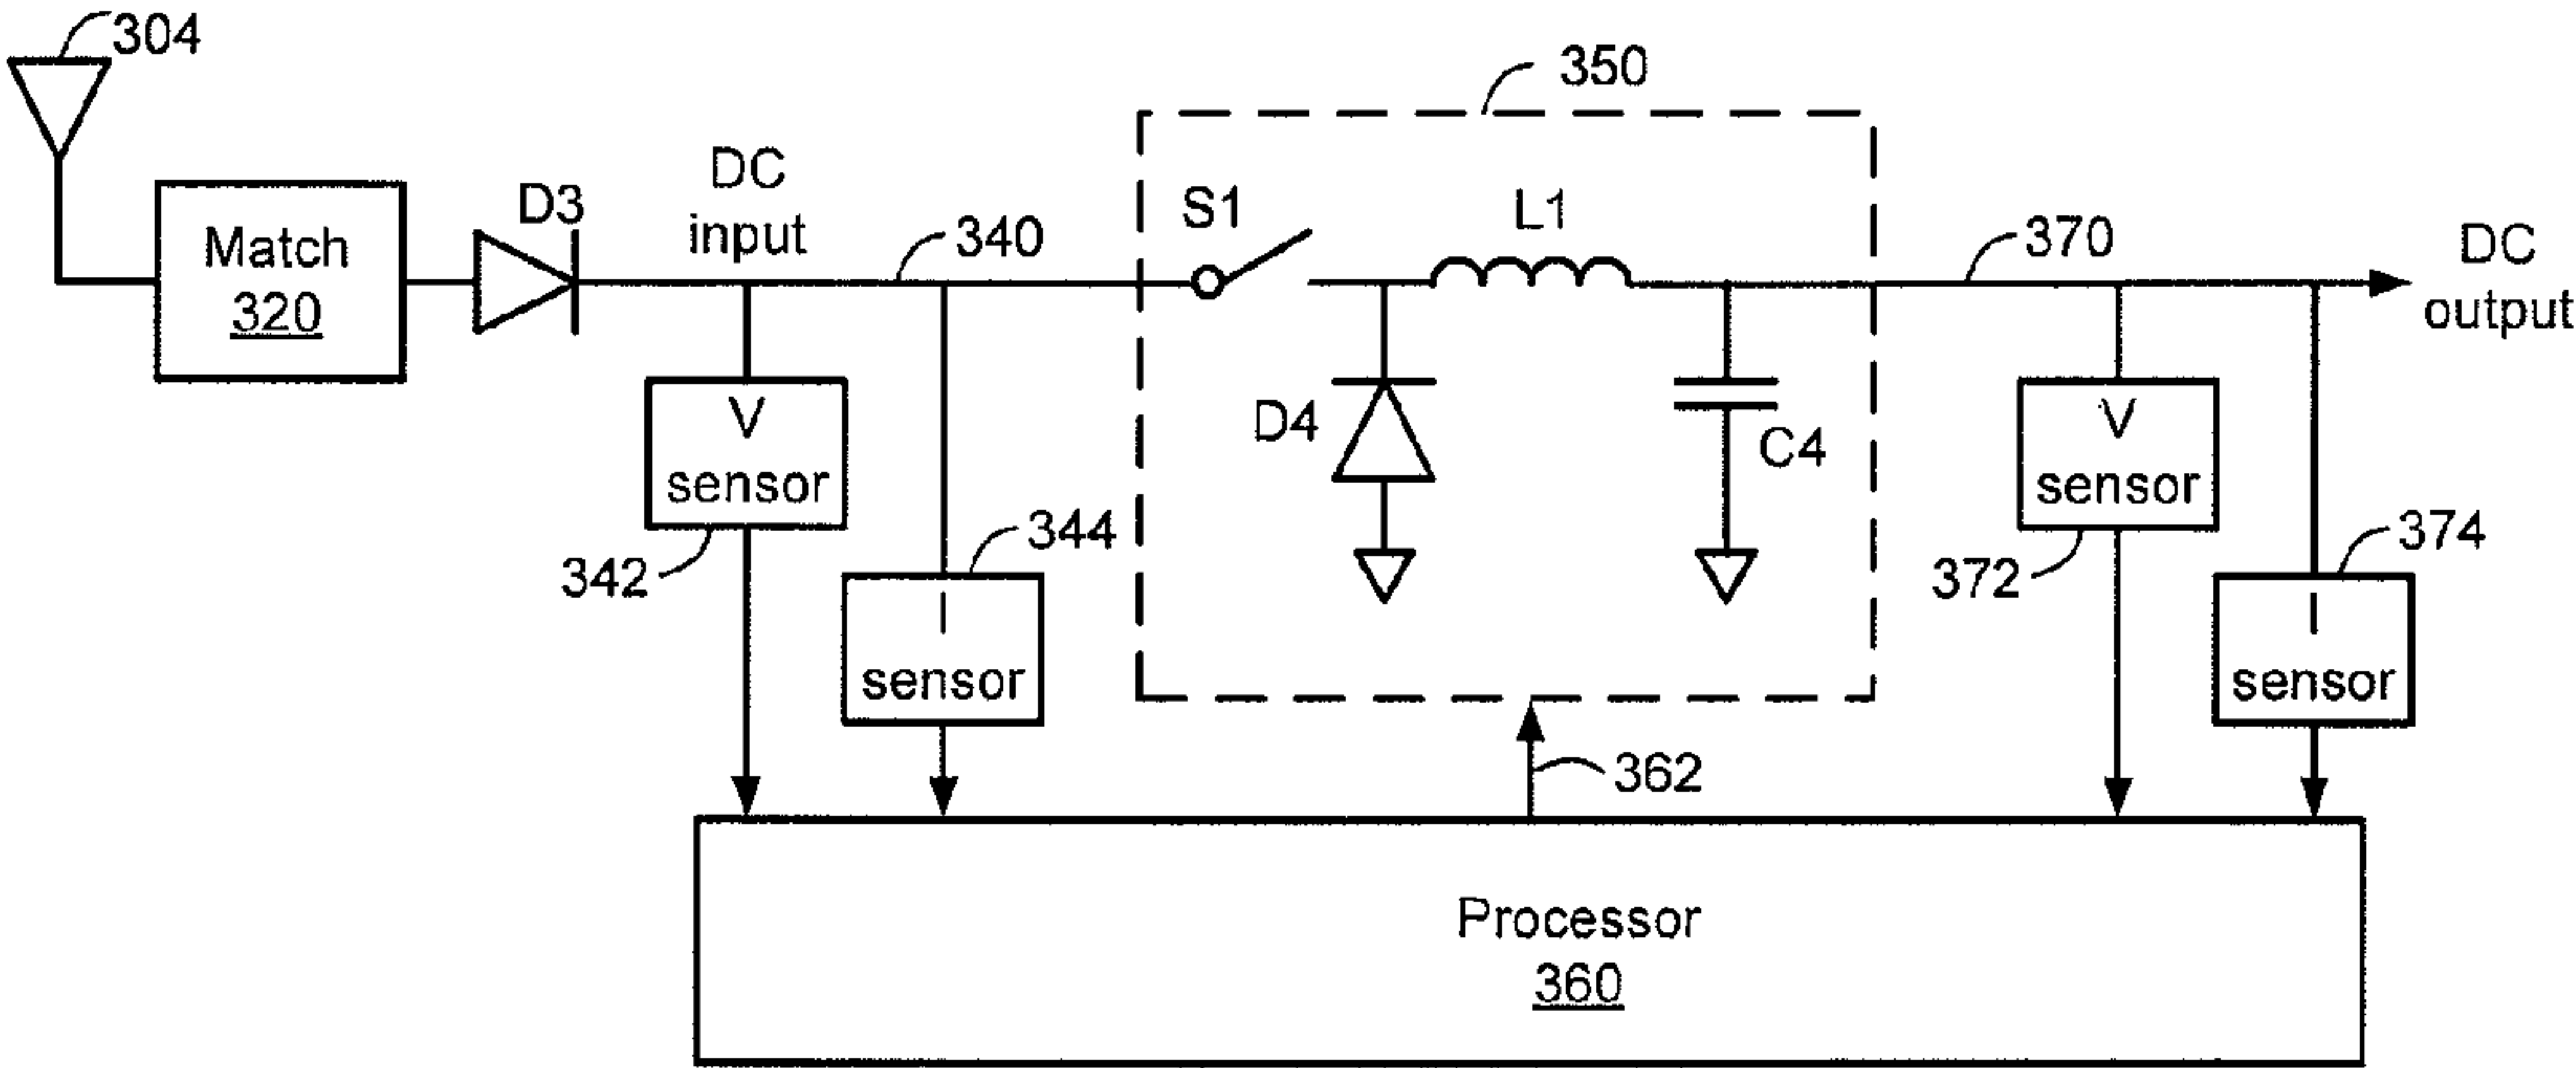 304
350
DC
input
D3
S1
L1
340
370
DC
output
Match
320
V
sensor
D4
C4
V
sensor
342
344
I
sensor
372
374
I
sensor
362
Processor
360